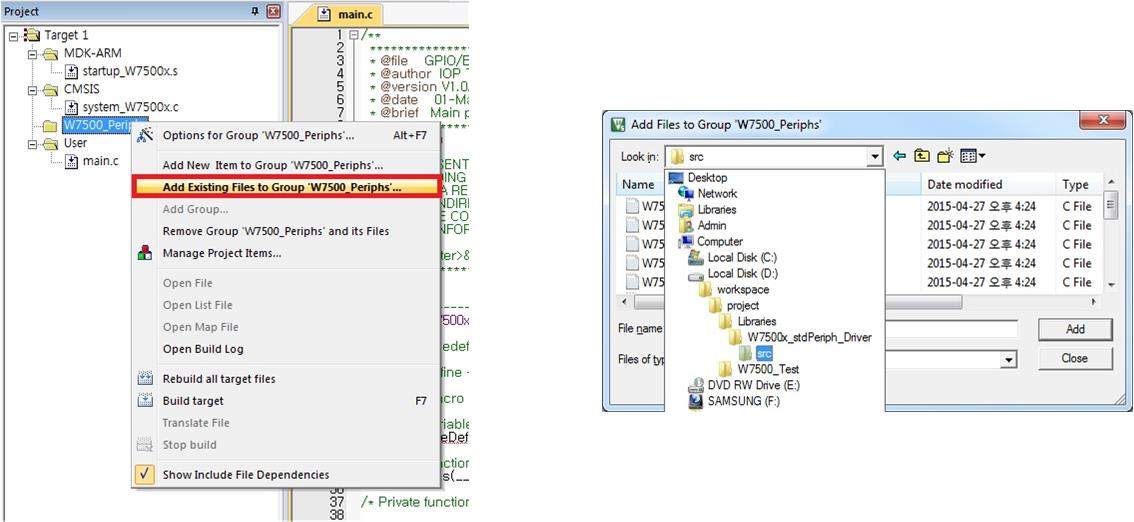 Project
Target 1
MDK-ARM
startup_W7500x.s
CMSIS
system_W7500x.c
W7500_Periphs
User
main.c
main.c
1 /**
2
3 * @file GPIO/
4 * @author IOP
5 * @version V1.0.
6 * @date 01-Ma
7 * @brief Main p
37 /* Private function
38
Options for Group 'W7500_Periphs'... Alt+F7
Add New Item to Group 'W7500_Periphs'...
Add Existing Files to Group 'W7500_Periphs'...
Add Group...
Remove Group 'W7500_Periphs' and its Files
Manage Project Items...
Open File
Open List File
Open Map File
Open Build Log
Rebuild all target files
Build target F7
Translate File
Stop build
Show Include File Dependencies
Add Files to Group 'W7500_Periphs'
Look in: src
Name Date modified Type
W75 2015-04-27 오후 4:24 C File
W75 2015-04-27 오후 4:24 C File
W75 2015-04-27 오후 4:24 C File
W75 2015-04-27 오후 4:24 C File
W75 2015-04-27 오후 4:24 C File
Desktop
Network
Libraries
Admin
Computer
Local Disk (C:)
Local Disk (D:)
workspace
project
Libraries
W7500x_stdPeriph_Driver
src
W7500_Test
DVD RW Drive (E:)
SAMSUNG (F:)
File name
Files of typ
Add
Close